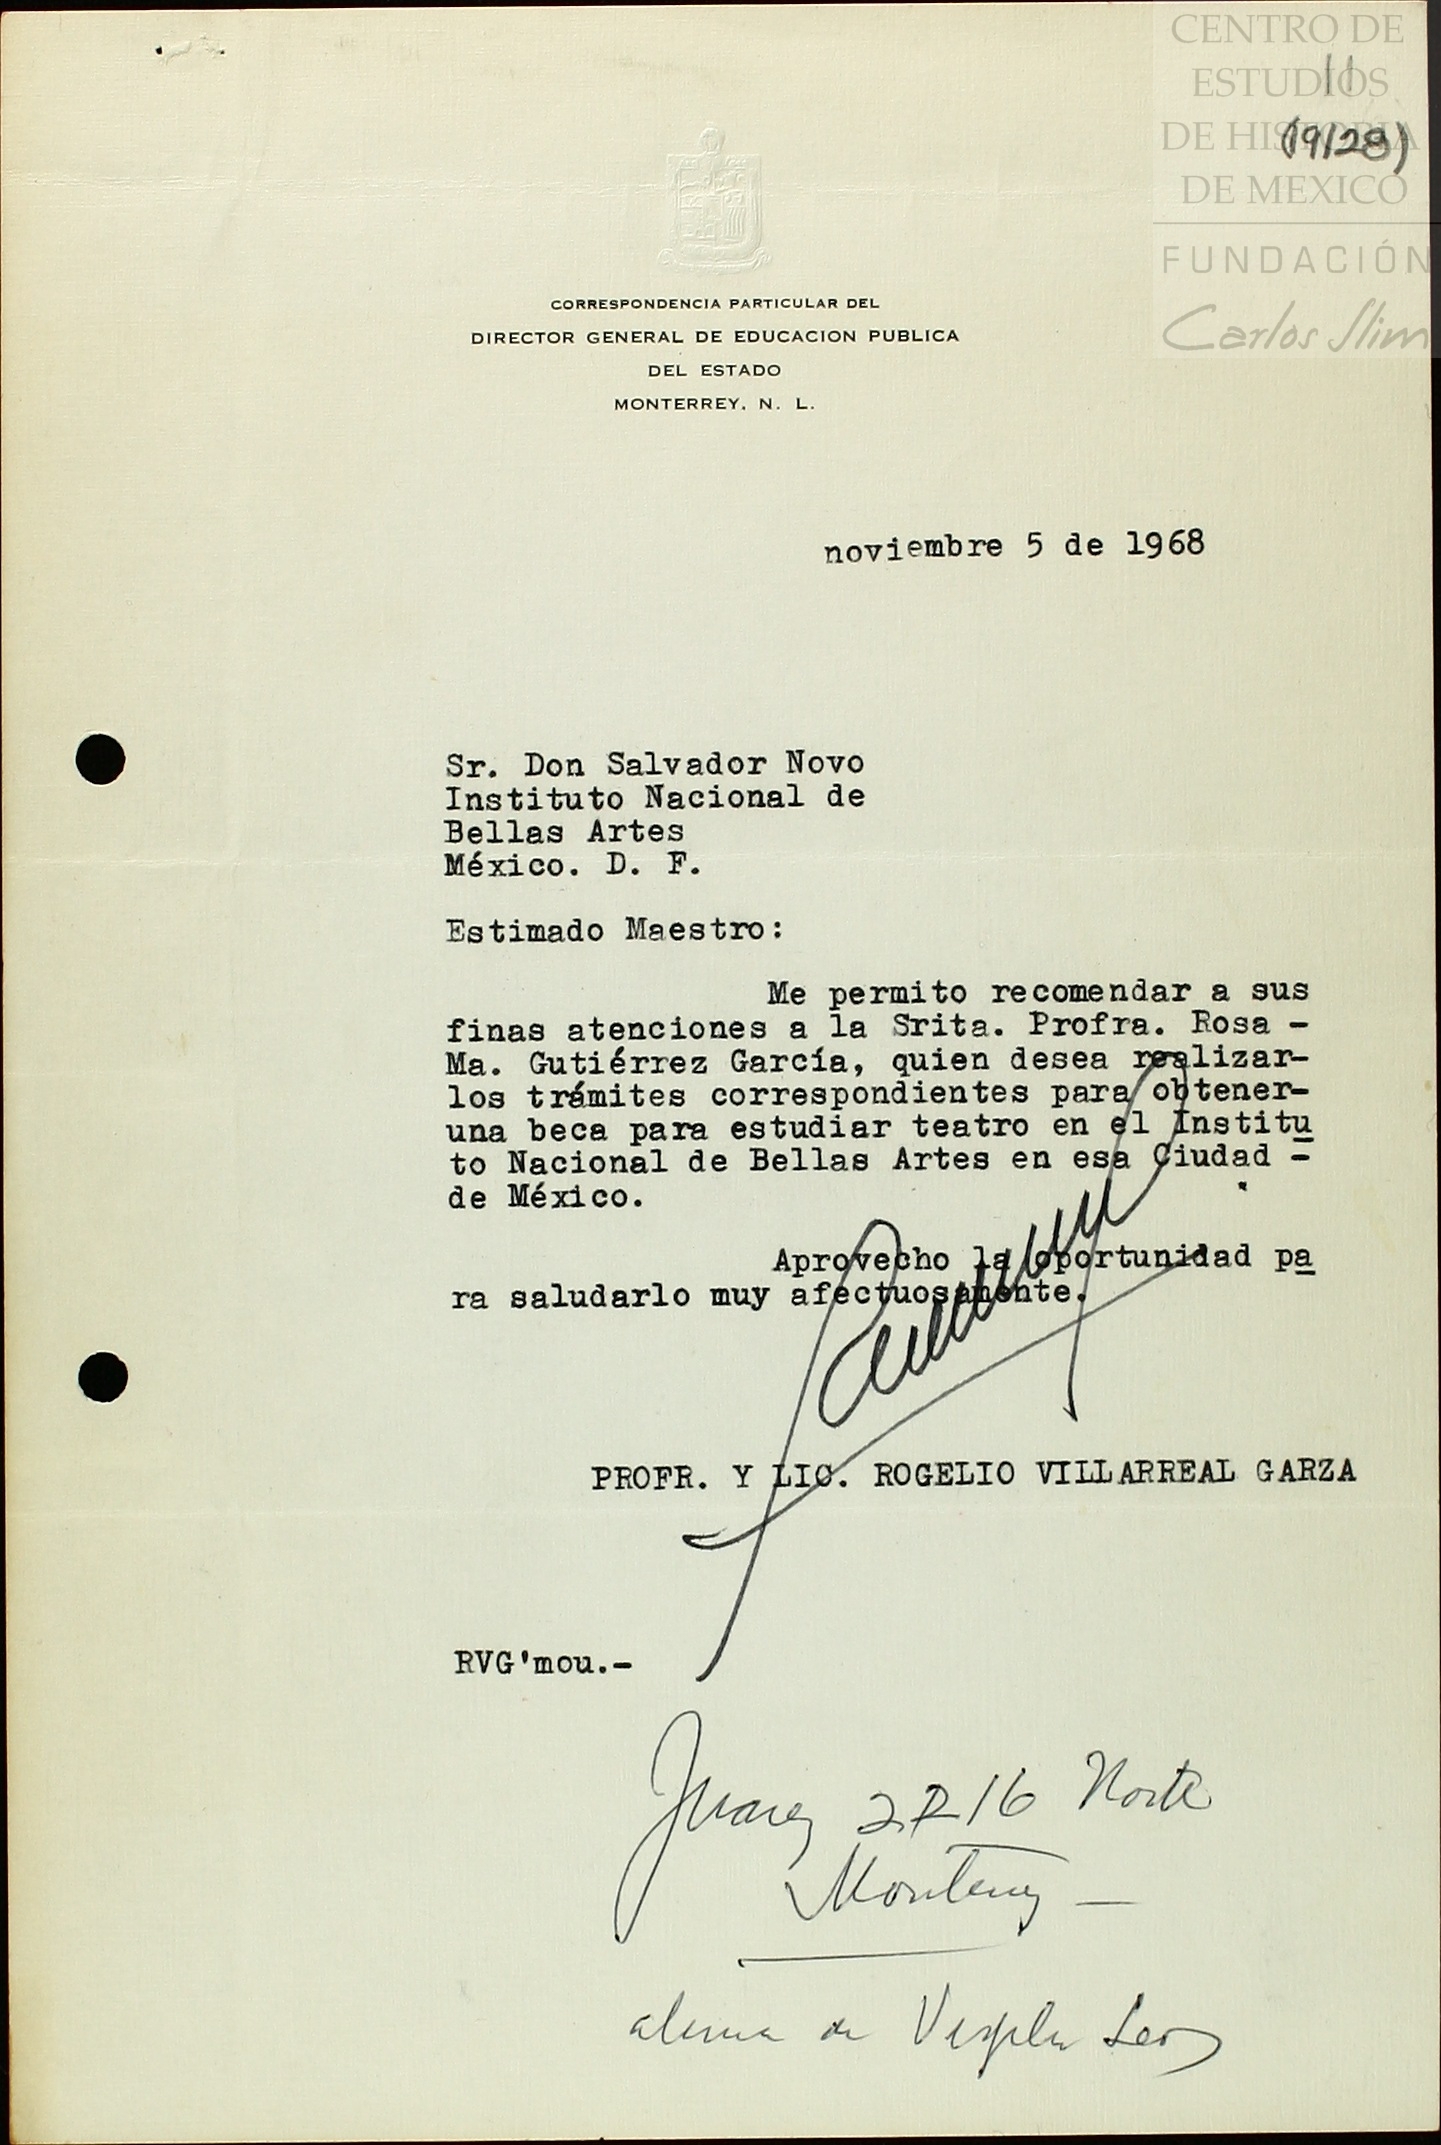 CENTRO DE
ESTUDIOS
DE HISTORIA
DE MEXICO
FUNDACIÓN
Carlos Slim
11
(19/28)
CORRESPONDENCIA PARTICULAR DEL
DIRECTOR GENERAL DE EDUCACION PUBLICA
DEL ESTADO
MONTERREY, N. L.
noviembre 5 de 1968
Sr. Don Salvador Novo
Instituto Nacional de
Bellas Artes
México. D. F.
Estimado Maestro:
Me permito recomendar a sus
finas atenciones a la Srita. Profra. Rosa -
Ma. Gutiérrez García, quien desea realizar-
los trámites correspondientes para obtener-
una beca para estudiar teatro en el Institu
to Nacional de Bellas Artes en esa Ciudad -
de México.
Aprovecho la oportunidad pa
ra saludarlo muy afectuosamente.
PROFR. Y LIC. ROGELIO VILLARREAL GARZA
RVG'mou.-
Juarez Norte
Monterrey -
de León